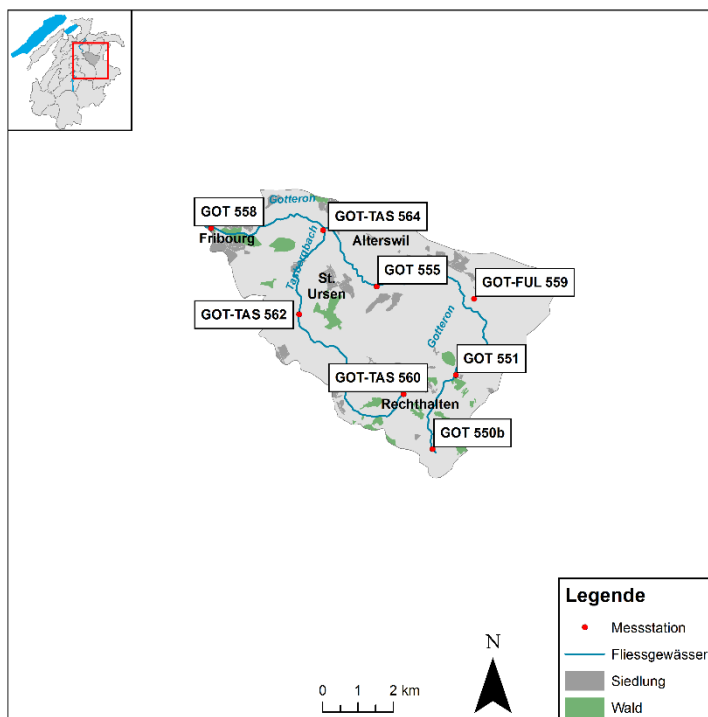 Gotteron
GOT 558
GOT-TAS 564
Fribourg
Alterswil
Tasbergbach
St.
Ursen
GOT 555
GOT-FUL 559
GOT-TAS 562
Gotteron
GOT 551
GOT-TAS 560
Rechthalten
GOT 550b
Legende
Messstation
Fliessgewässer
Siedlung
Wald
N
0 1 2 km